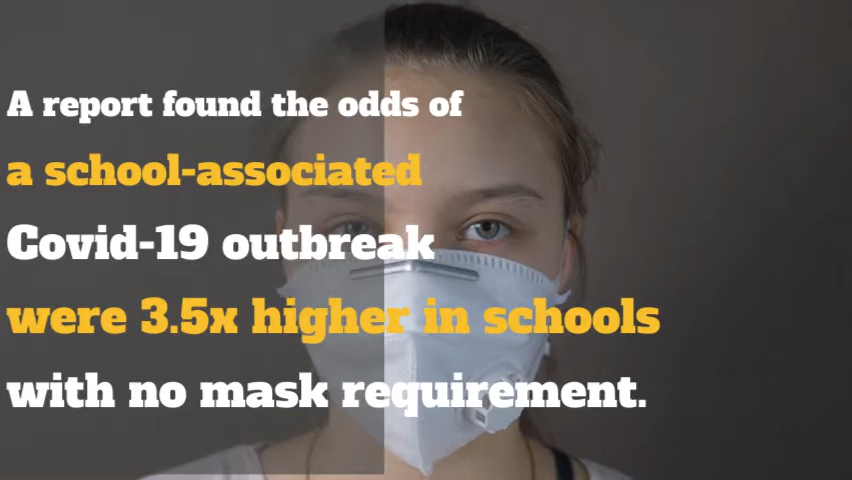 A report found the odds of
a school-associated
Covid-19 outbreak
were 3.5x higher in schools
with no mask requirement.